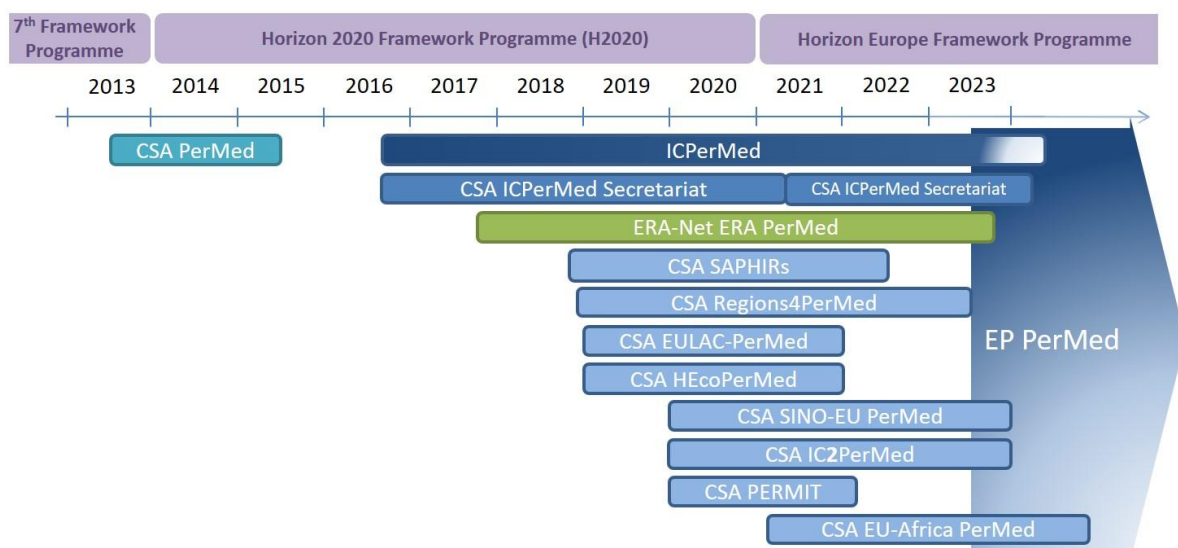 7th Framework
Programme
Horizon 2020 Framework Programme (H2020)
Horizon Europe Framework Programme
2013 2014 2015 2016 2017 2018 2019 2020 2021 2022 2023
CSA PerMed
ICPerMed
CSA ICPerMed Secretariat
CSA ICPerMed Secretariat
ERA-Net ERA PerMed
CSA SAPHIRs
CSA Regions4PerMed
CSA EULAC-PerMed
EP PerMed
CSA HEcoPerMed
CSA SINO-EU PerMed
CSA IC2PerMed
CSA PERMIT
CSA EU-Africa PerMed